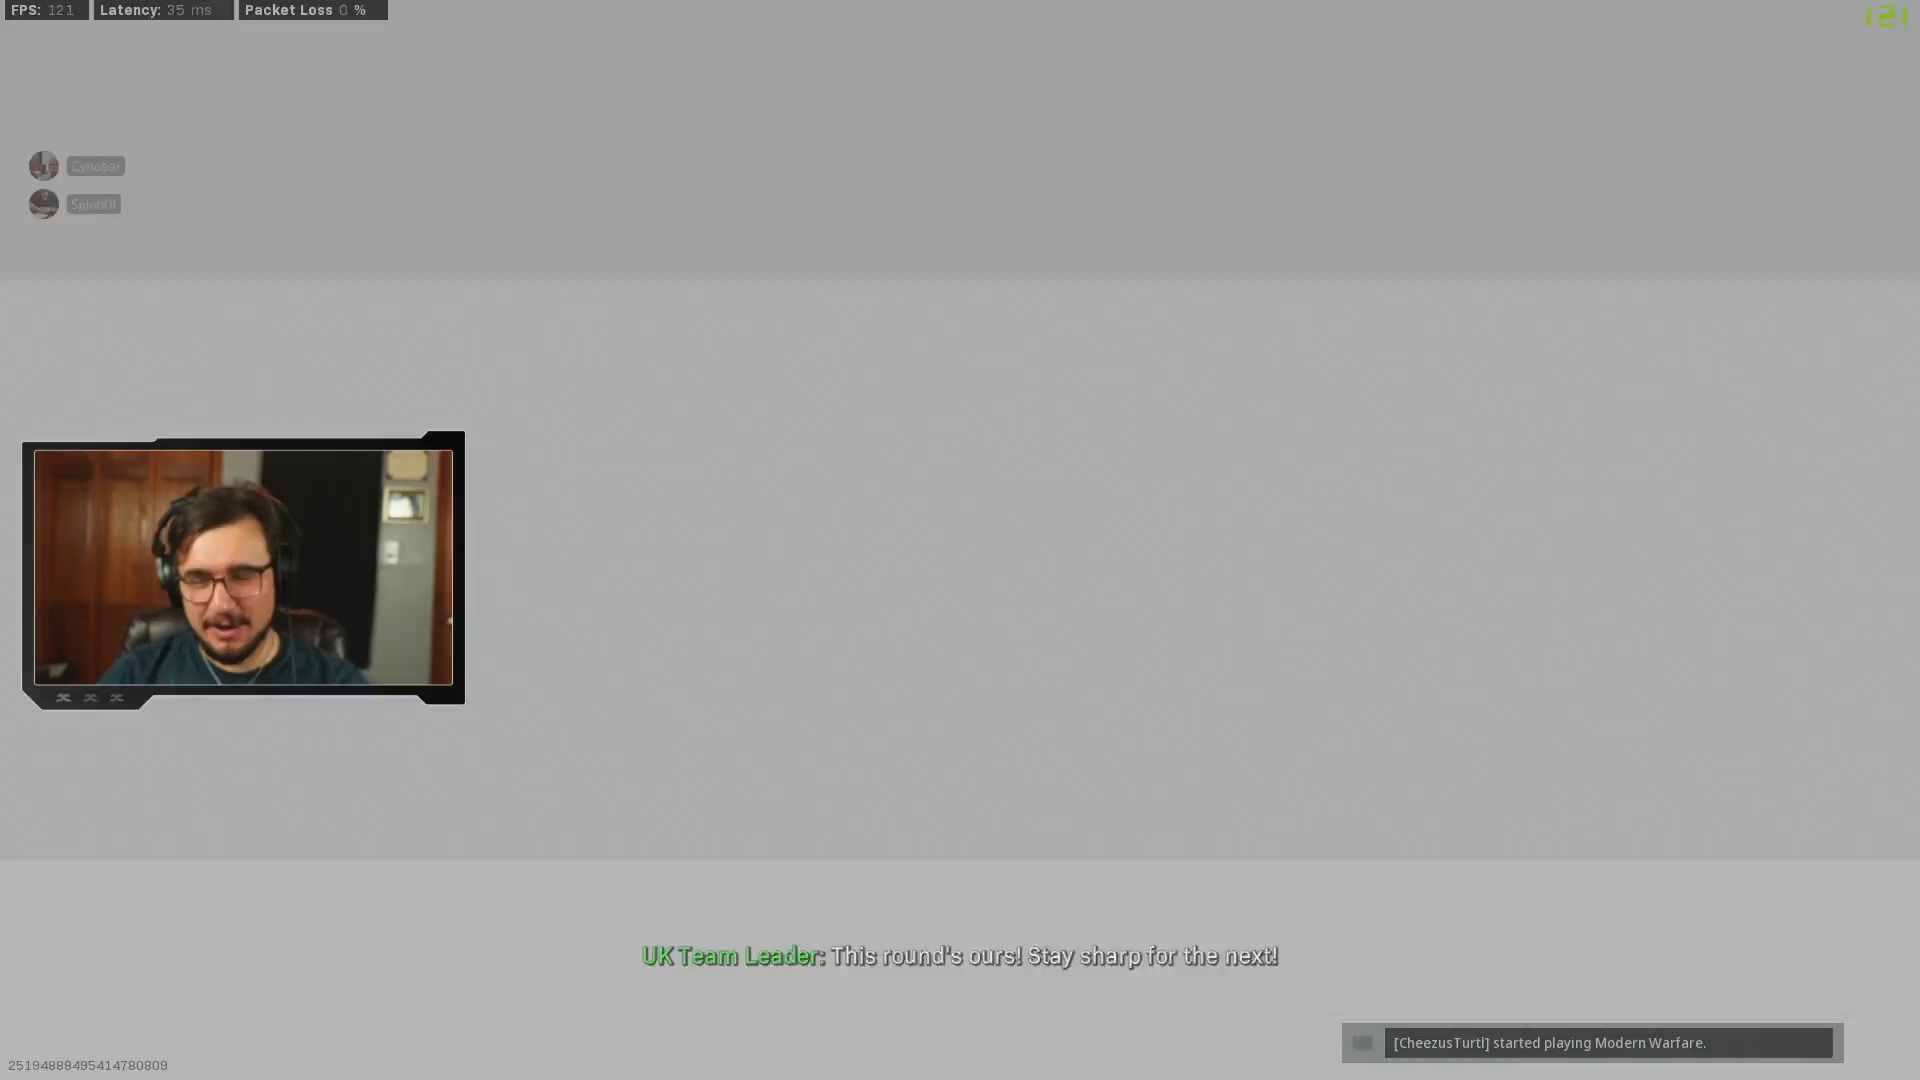 FPS: 121 Latency: 35 ms Packet Loss 0 %
121
UK Team Leader: This round's ours! Stay sharp for the next!
[CheezusTurtl] started playing Modern Warfare.
25194888495414780809